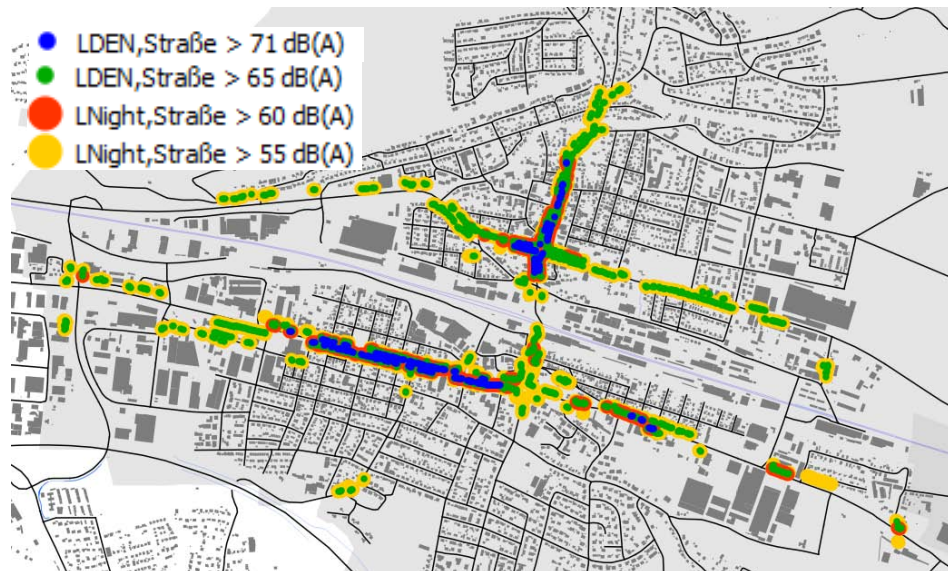 LDEN,Straße > 71 dB(A)
LDEN,Straße > 65 dB(A)
LNight,Straße > 60 dB(A)
LNight,Straße > 55 dB(A)